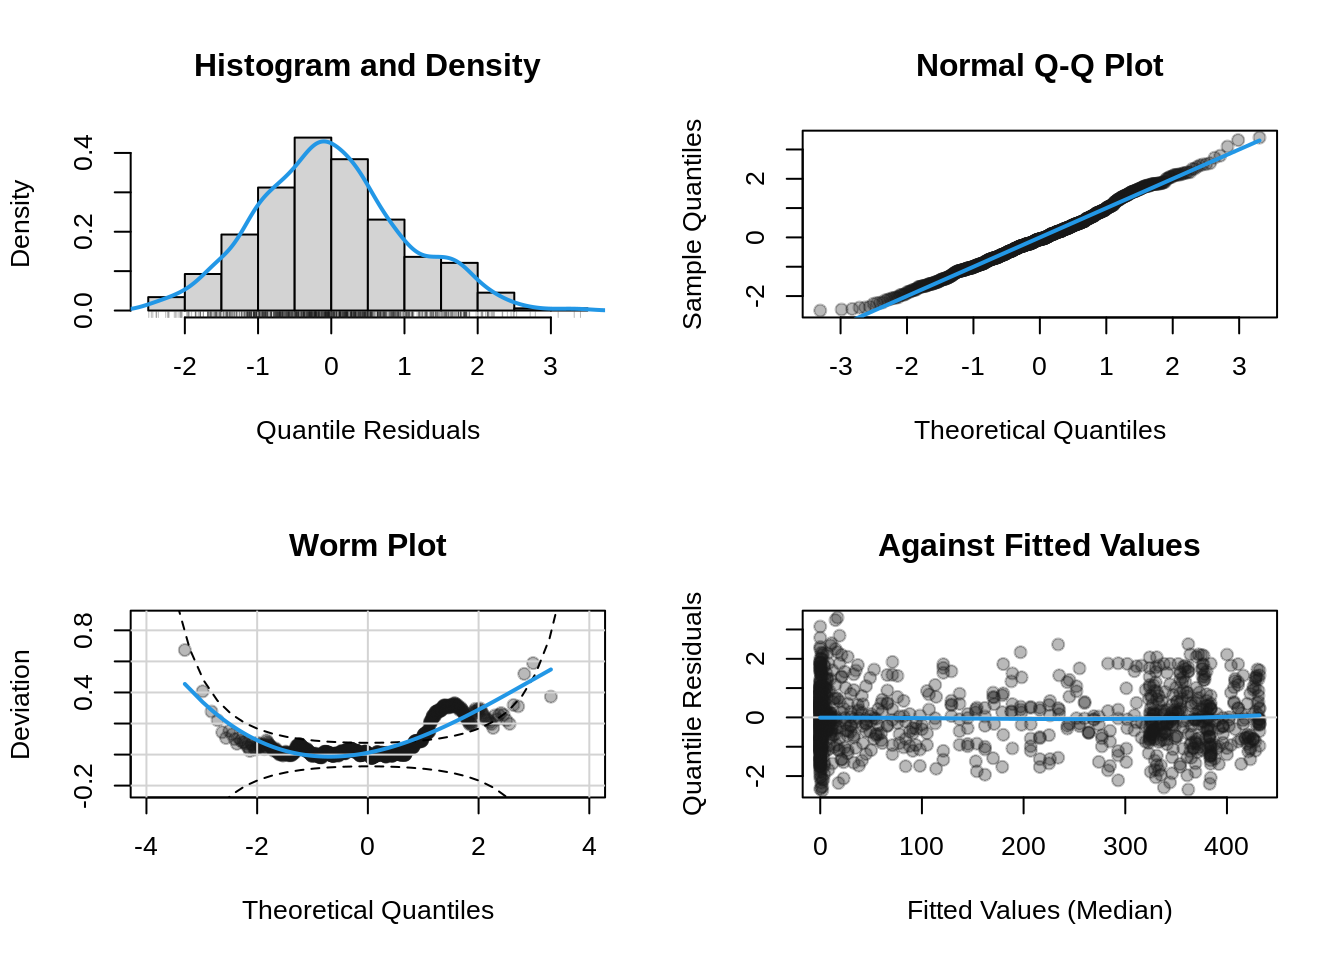 Histogram and Density
Density
0.0 0.2 0.4
-2 -1 0 1 2 3
Quantile Residuals
Normal Q-Q Plot
Sample Quantiles
-2 0 2
-3 -2 -1 0 1 2 3
Theoretical Quantiles
Worm Plot
Deviation
-0.2 0.4 0.8
-4 -2 0 2 4
Theoretical Quantiles
Against Fitted Values
Quantile Residuals
-2 0 2
0 100 200 300 400
Fitted Values (Median)